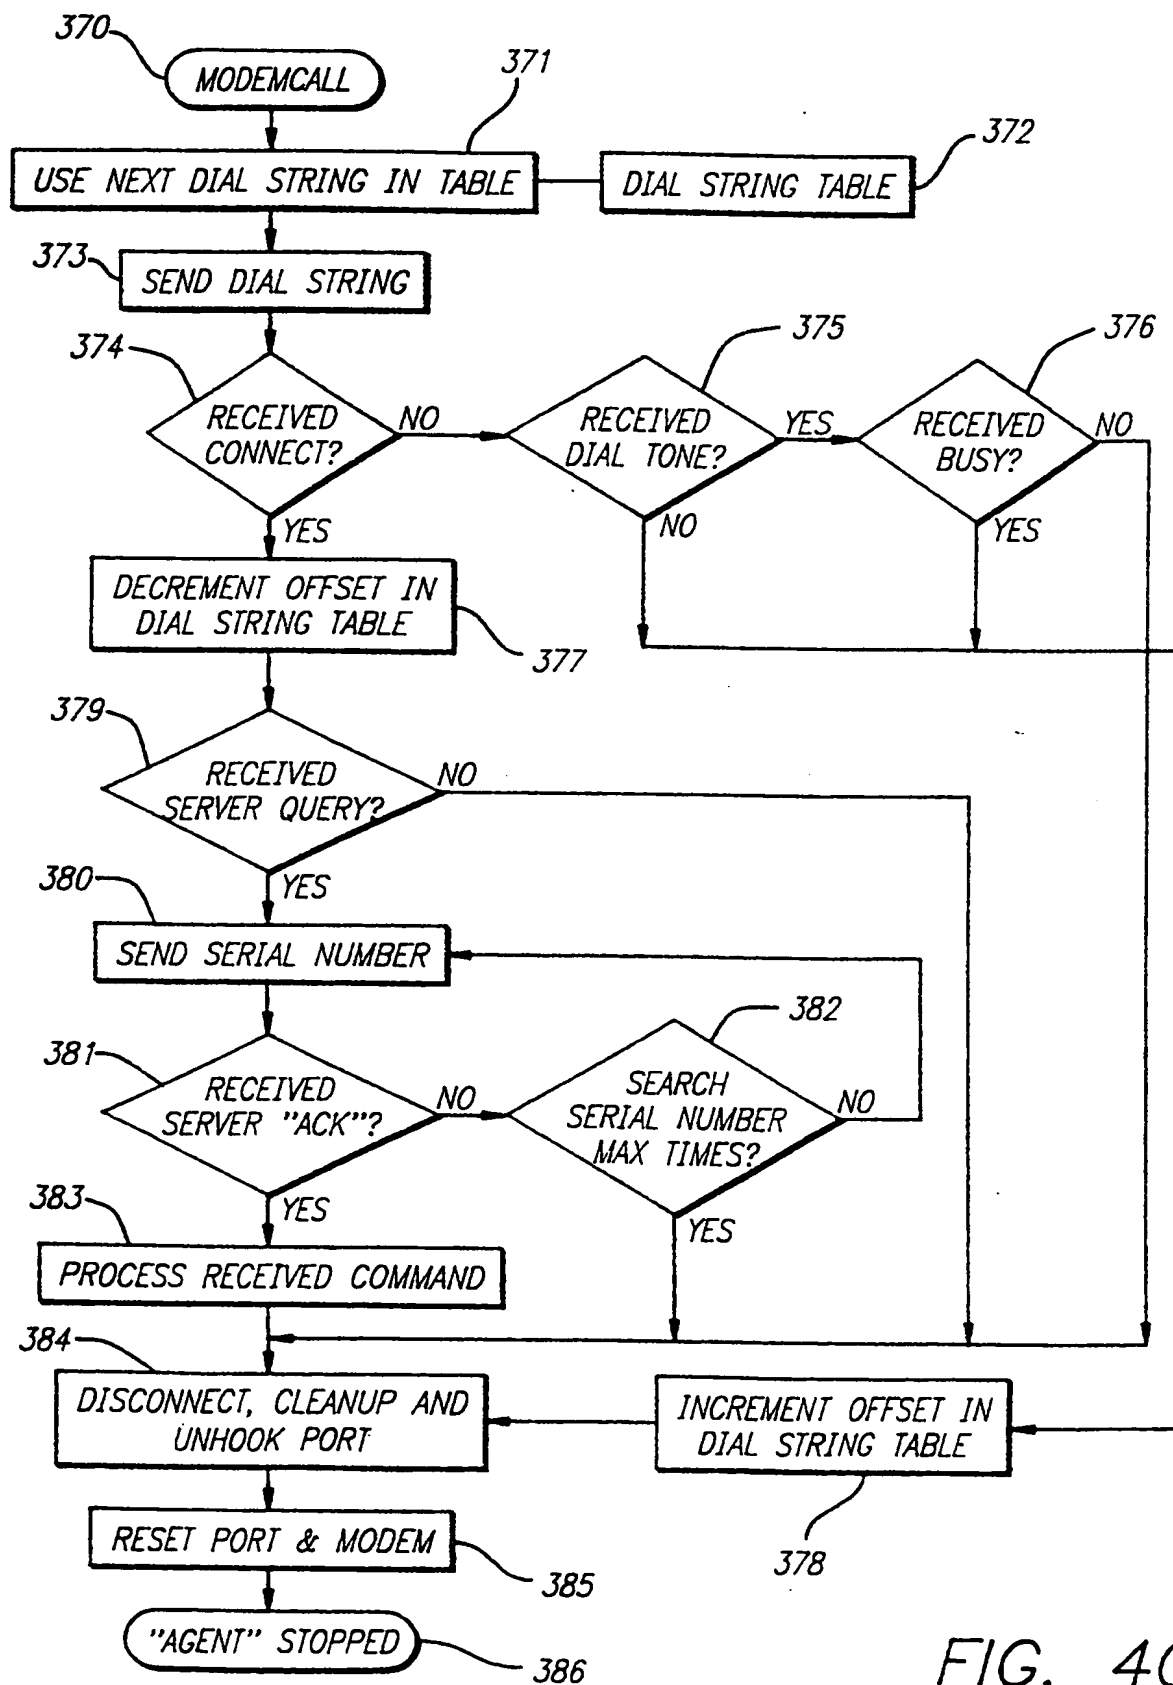 370
MODEMCALL
371
USE NEXT DIAL STRING IN TABLE
372
DIAL STRING TABLE
373
SEND DIAL STRING
374
RECEIVED
CONNECT?
NO
YES
375
RECEIVED
DIAL TONE?
YES
NO
376
RECEIVED
BUSY?
NO
YES
DECREMENT OFFSET IN
DIAL STRING TABLE
377
379
RECEIVED
SERVER QUERY?
NO
YES
380
SEND SERIAL NUMBER
381
RECEIVED
SERVER "ACK"?
NO
YES
382
SEARCH
SERIAL NUMBER
MAX TIMES?
NO
YES
383
PROCESS RECEIVED COMMAND
384
DISCONNECT, CLEANUP AND
UNHOOK PORT
INCREMENT OFFSET IN
DIAL STRING TABLE
378
RESET PORT & MODEM
385
"AGENT" STOPPED
386
FIG.